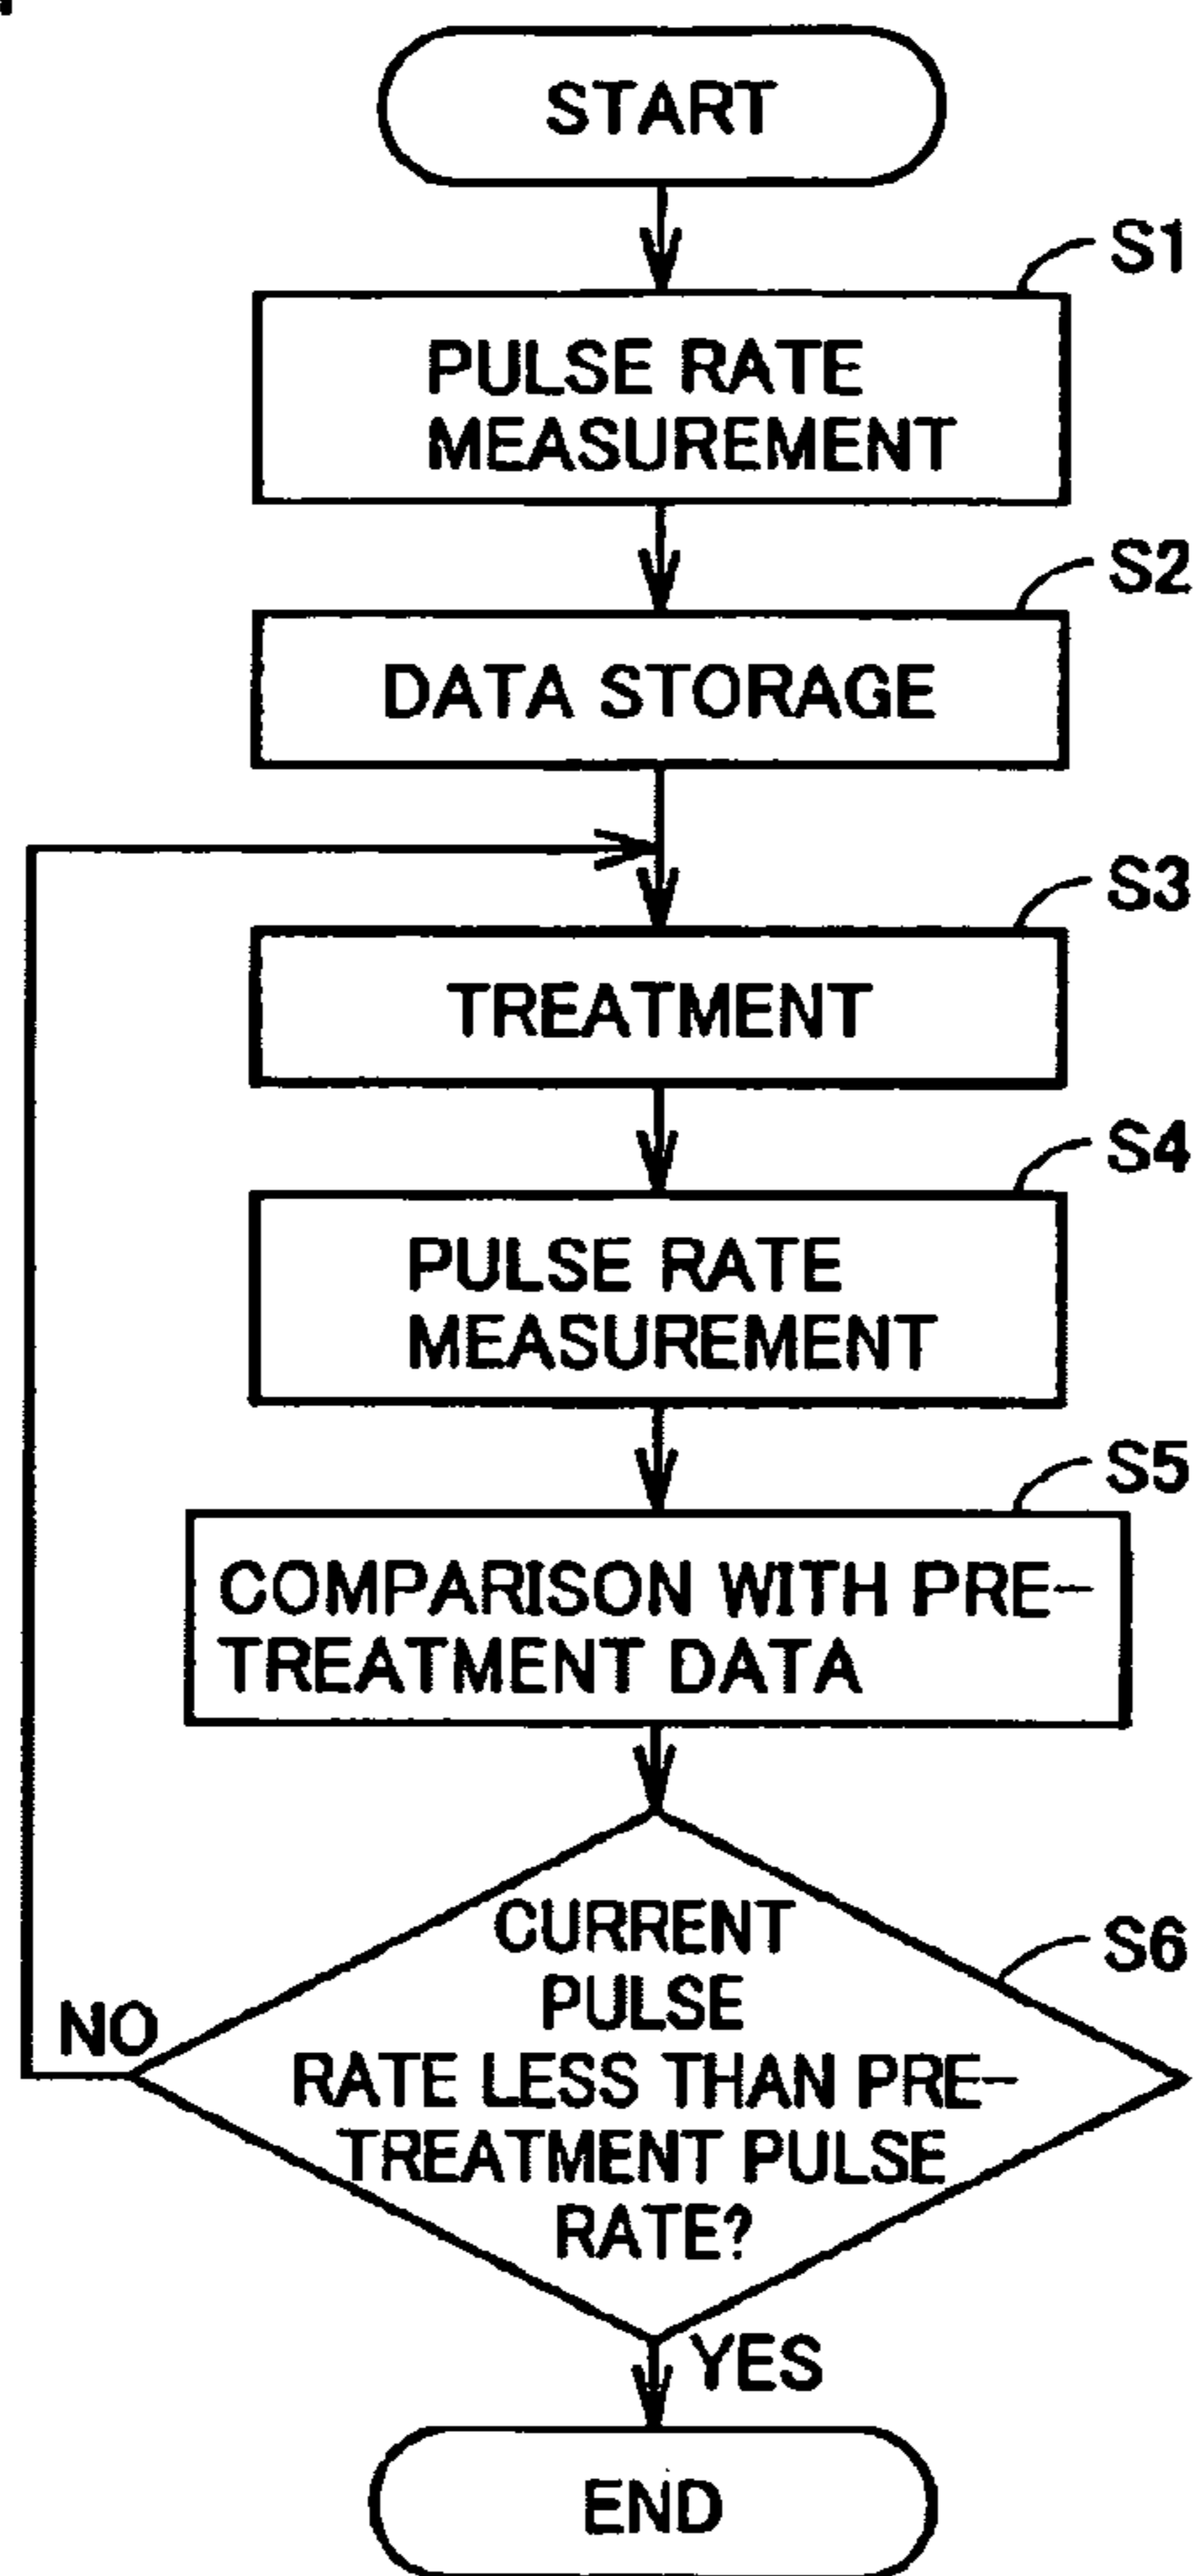 START
S1
PULSE RATE
MEASUREMENT
S2
DATA STORAGE
S3
TREATMENT
S4
PULSE RATE
MEASUREMENT
S5
COMPARISON WITH PRE-
TREATMENT DATA
CURRENT
S6
PULSE
NO
RATE LESS THAN PRE-
TREATMENT PULSE
RATE?
YES
END